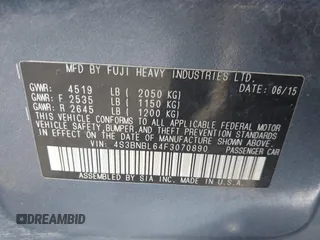 MFD BY FUJI HEAVY INDUSTRIES LTD.
GVWR: 4519 LB ( 2050 KG) DATE: 06/15
GAWR: F 2535 LB ( 1150 KG)
GAWR: R 2645 LB ( 1200 KG)
THIS VEHICLE CONFORMS TO ALL APPLICABLE FEDERAL MOTOR
VEHICLE SAFETY, BUMPER, AND THEFT PREVENTION STANDARDS
IN EFFECT ON THE DATE OF MANUFACTURE SHOWN ABOVE.
VIN: 4S3BNBL64F3070890 PASSENGER CAR
ASSEMBLED BY SIA INC. MADE IN U.S.A.
© DREAMBID